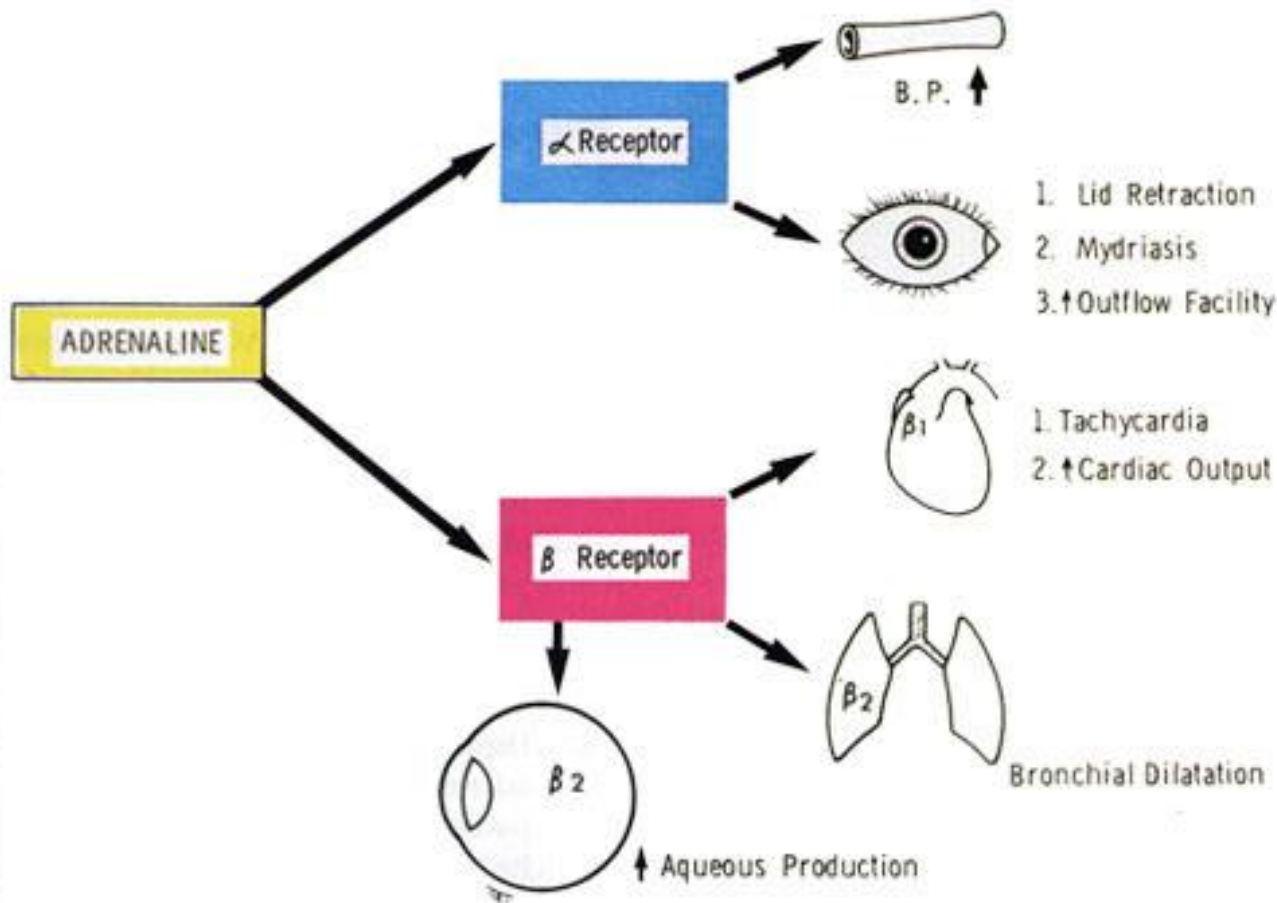 ADRENALINE
α Receptor
B. P. ↑
1. Lid Retraction
2. Mydriasis
3. ↑ Outflow Facility
β Receptor
β1
1. Tachycardia
2. ↑ Cardiac Output
β2
Bronchial Dilatation
β 2
↑ Aqueous Production